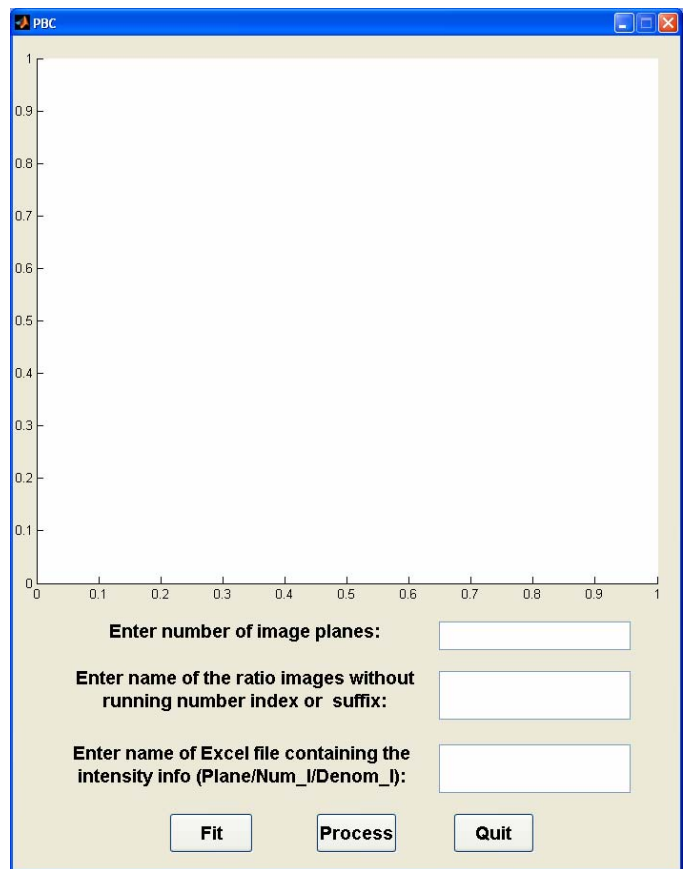 PBC
1
0.9
0.8
0.7
0.6
0.5
0.4
0.3
0.2
0.1
0
0 0.1 0.2 0.3 0.4 0.5 0.6 0.7 0.8 0.9 1
Enter number of image planes:
Enter name of the ratio images without
running number index or suffix:
Enter name of Excel file containing the
intensity info (Plane/Num_I/Denom_I):
Fit Process Quit